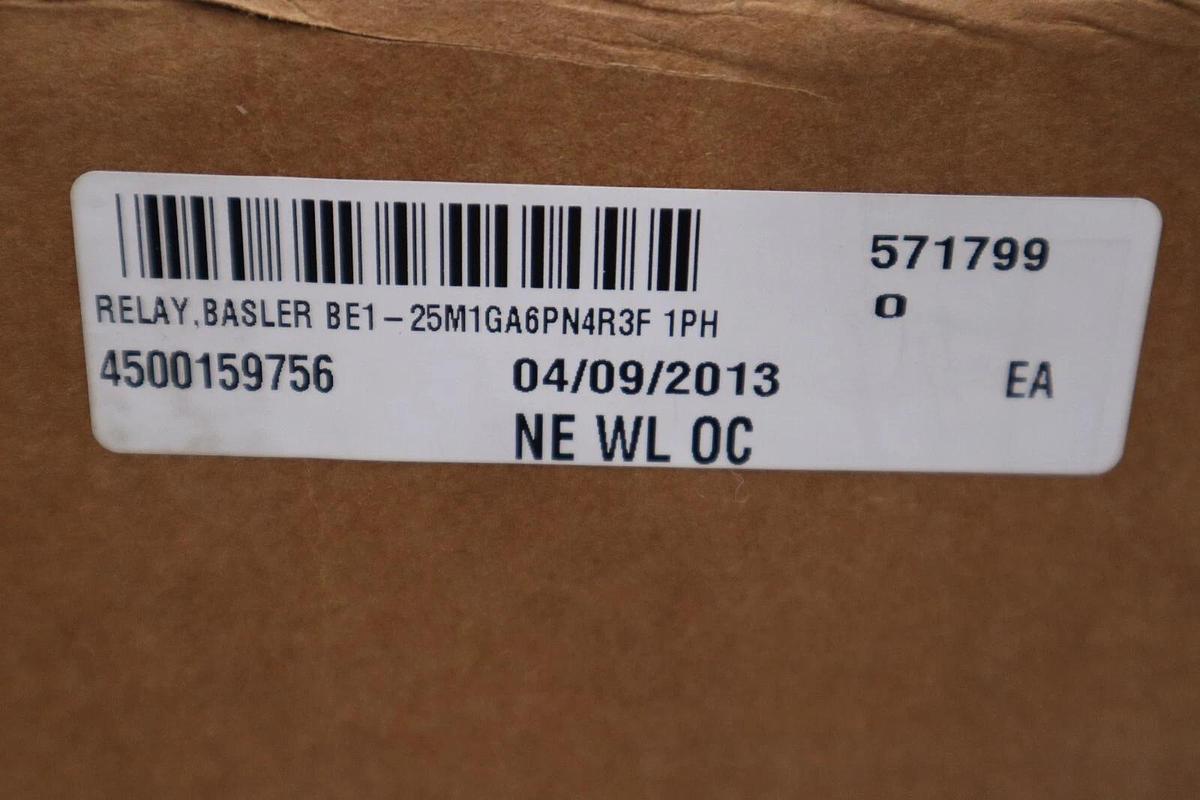 571799
0
RELAY,BASLER BE1-25M1GA6PN4R3F 1PH
4500159756 04/09/2013 EA
NE WL OC